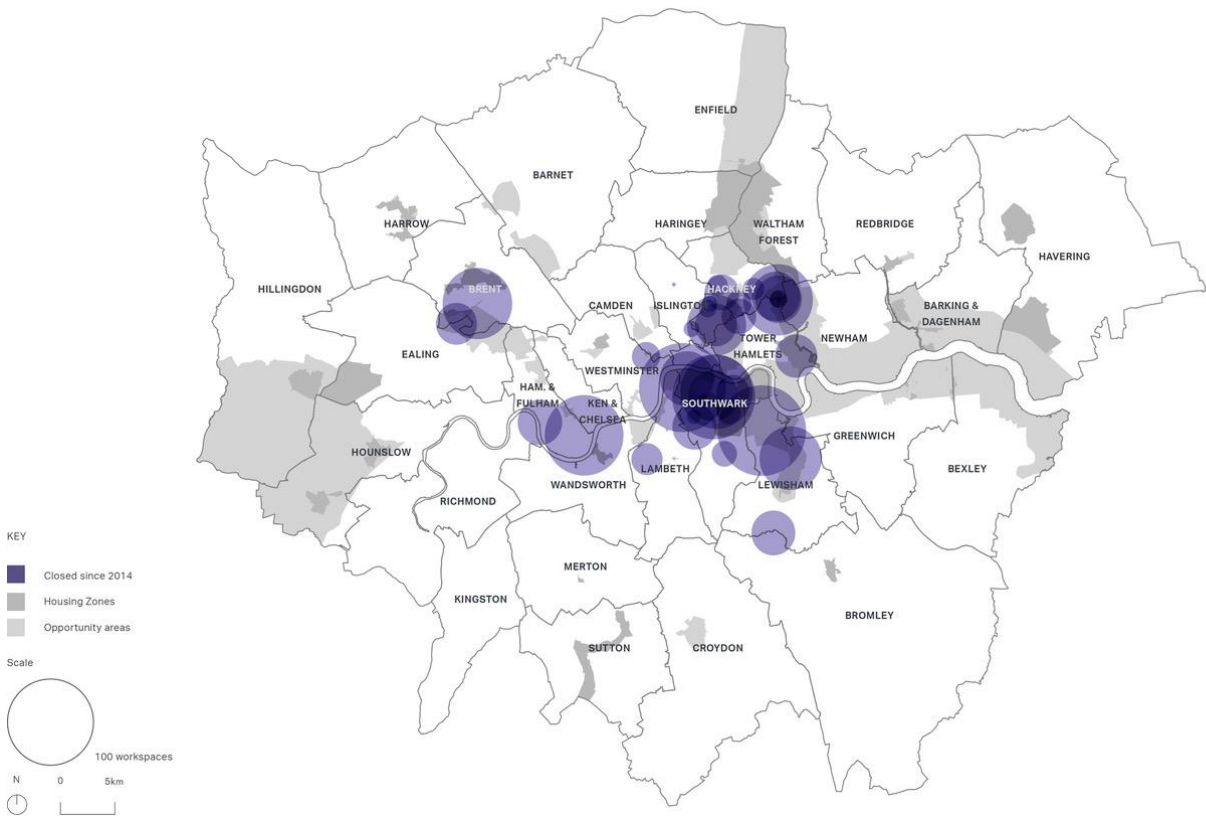 ENFIELD
BARNET
HARROW
HARINGEY
WALTHAM
FOREST
REDBRIDGE
HAVERING
HILLINGDON
BRENT
CAMDEN
ISLINGTON
HACKNEY
BARKING &
DAGENHAM
EALING
TOWER
HAMLETS
NEWHAM
WESTMINSTER
HAM. &
FULHAM
KEN &
CHELSEA
SOUTHWARK
GREENWICH
HOUNSLOW
LAMBETH
BEXLEY
WANDSWORTH
LEWISHAM
RICHMOND
MERTON
KINGSTON
BROMLEY
SUTTON
CROYDON
KEY
Closed since 2014
Housing Zones
Opportunity areas
Scale
100 workspaces
N
0
5km